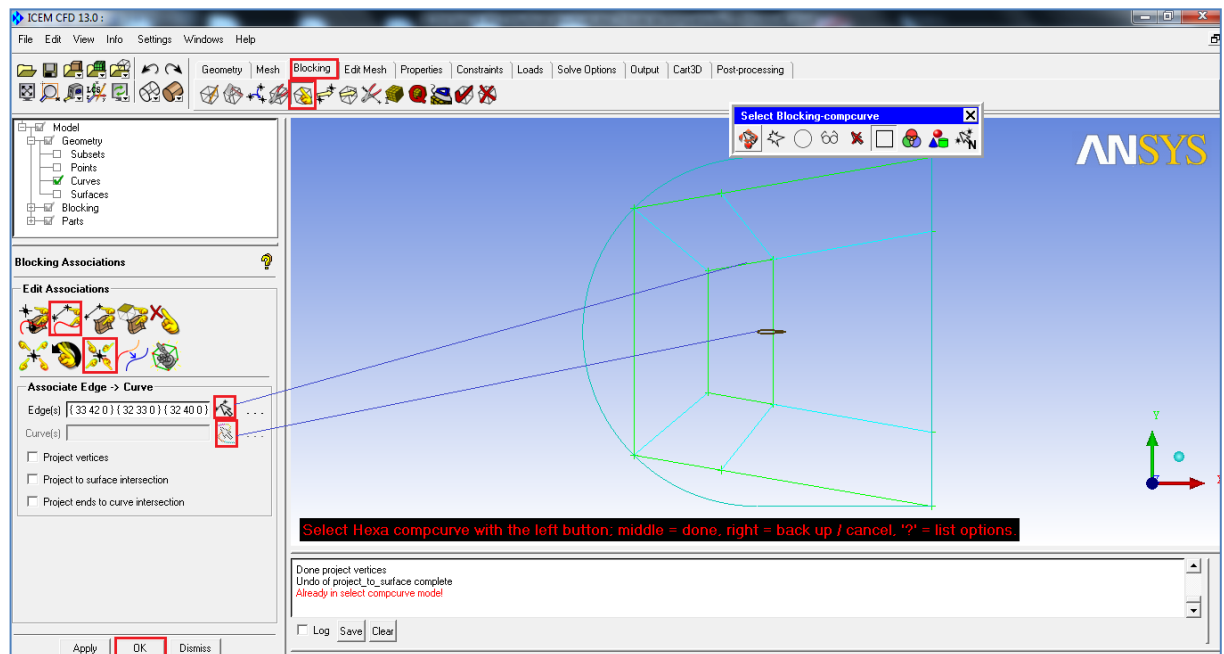 ICEM CFD 13.0 :
File Edit View Info Settings Windows Help
Geometry Mesh Blocking Edit Mesh Properties Constraints Loads Solve Options Output Cart3D Post-processing
Select Blocking-compcurve
Model
Geometry
Subsets
Points
Curves
Surfaces
Blocking
Parts
ANSYS
Blocking Associations
Edit Associations
Associate Edge -> Curve
Edge(s) { 33 42 0 } { 32 33 0 } { 32 40 0 } ...
Curve(s) ...
Project vertices
Project to surface intersection
Project ends to curve intersection
Y
X
Select Hexa compcurve with the left button; middle = done, right = back up / cancel, '?' = list options.
Done project vertices
Undo of project_to_surface complete
Already in select compcurve mode!
Log Save Clear
Apply OK Dismiss